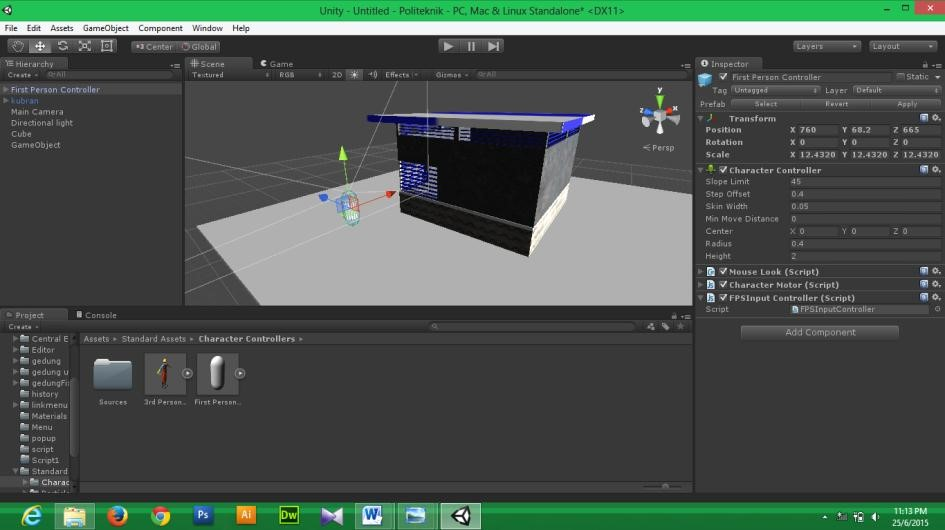 Unity - Untitled - Politeknik - PC, Mac & Linux Standalone* <DX11>
File Edit Assets GameObject Component Window Help
Center Global Layers Layout
Hierarchy
Create All
First Person Controller
kubran
Main Camera
Directional light
Cube
GameObject
Scene Game
Textured RGB 2D Effects Gizmos All
y
x
z
Persp
Inspector
First Person Controller Static
Tag Untagged Layer Default
Prefab Select Revert Apply
Transform
Position X 760 Y 68.2 Z 665
Rotation X 0 Y 0 Z 0
Scale X 12.4320 Y 12.4320 Z 12.4320
Character Controller
Slope Limit 45
Step Offset 0.4
Skin Width 0.05
Min Move Distance 0
Center X 0 Y 0 Z 0
Radius 0.4
Height 2
Mouse Look (Script)
Character Motor (Script)
FPSInput Controller (Script)
Script FPSInputController
Add Component
Project Console
Create
Central E
Editor
gedung
gedung u
gedungFi
history
linkmenu
Materials
Menu
popup
script
Script1
Standard
Charac
Assets Standard Assets Character Controllers
Sources 3rd Person... First Person...
Ps Ai Dw W
11:13 PM
25/6/2015